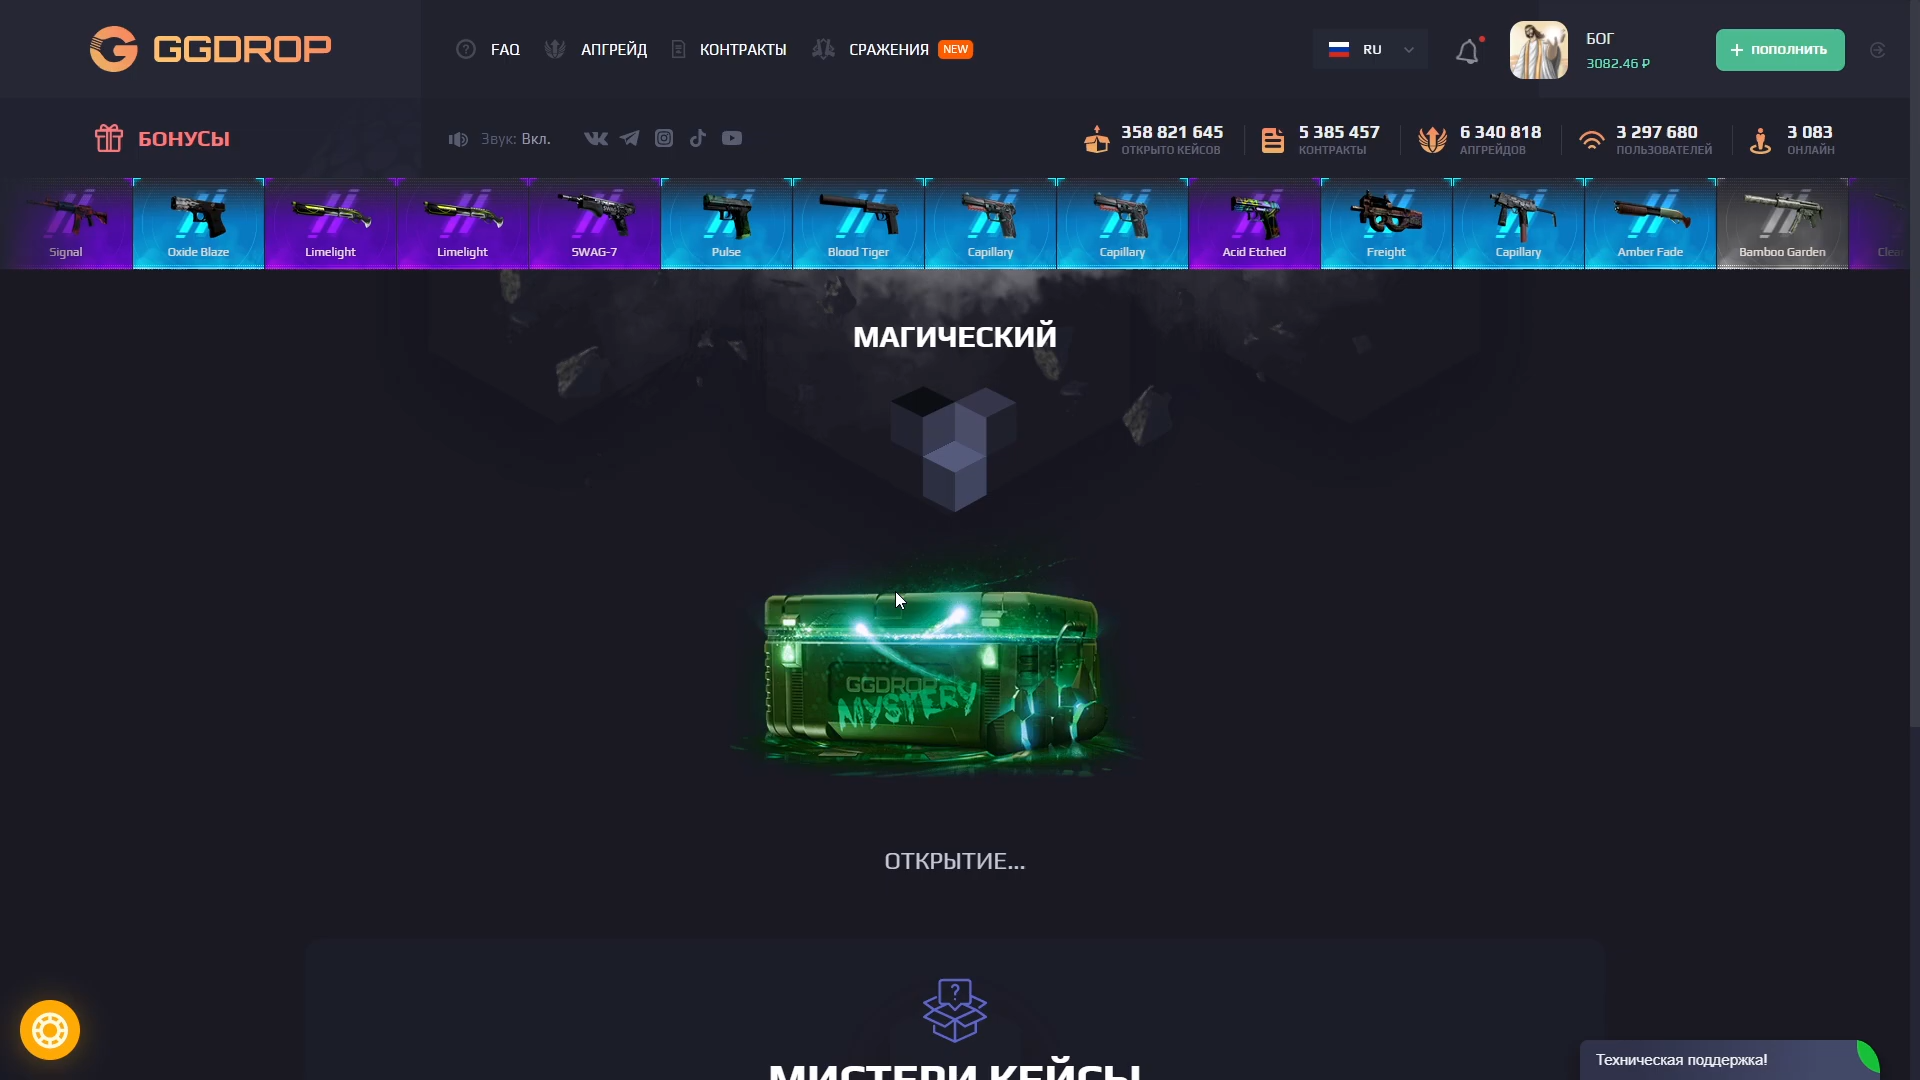 GGDROP
FAQ
АПГРЕЙД
КОНТРАКТЫ
СРАЖЕНИЯ NEW
RU
БОГ
3082.46 ₽
+ ПОПОЛНИТЬ
БОНУСЫ
Звук: Вкл.
358 821 645
ОТКРЫТО КЕЙСОВ
5 385 457
КОНТРАКТЫ
6 340 818
АПГРЕЙДОВ
3 297 680
ПОЛЬЗОВАТЕЛЕЙ
3 083
ОНЛАЙН
Signal
Oxide Blaze
Limelight
Limelight
SWAG-7
Pulse
Blood Tiger
Capillary
Capillary
Acid Etched
Freight
Capillary
Amber Fade
Bamboo Garden
МАГИЧЕСКИЙ
GGDROP
MYSTERY
ОТКРЫТИЕ...
МИСТЕРИ КЕЙСЫ
Техническая поддержка!